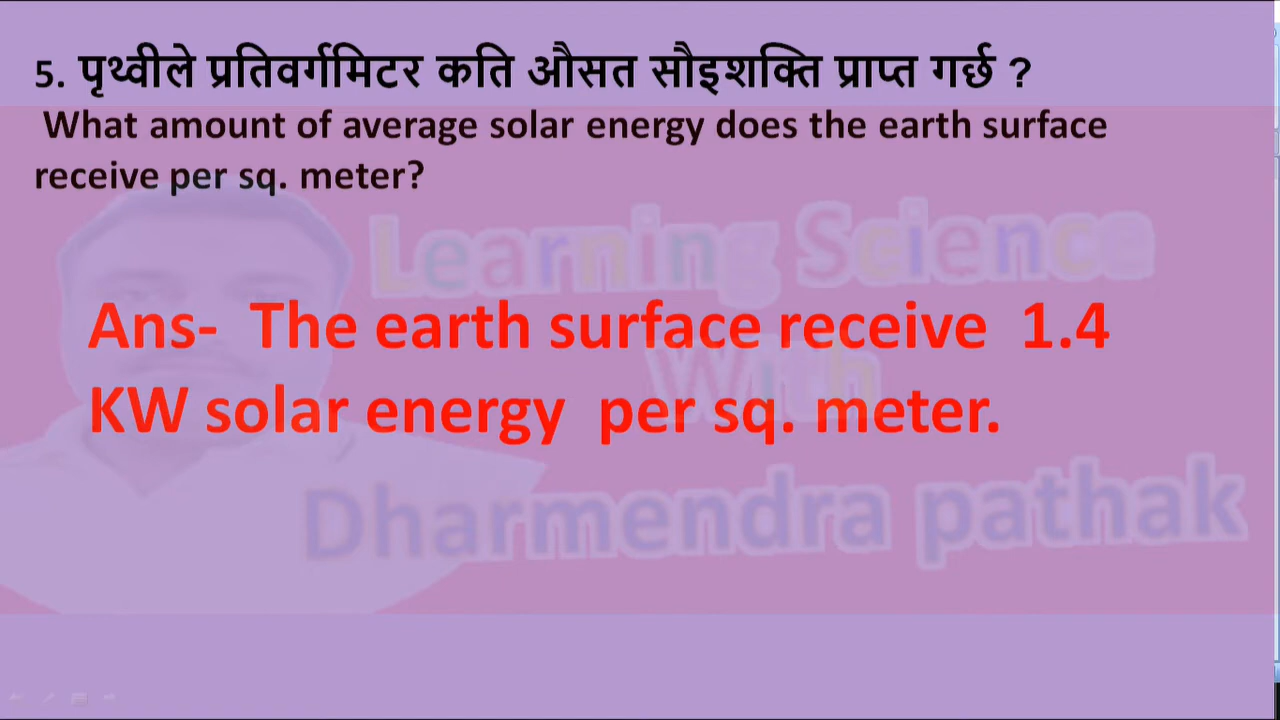 5. पृथ्वीले प्रतिवर्गमिटर कति औसत सौइशक्ति प्राप्त गर्छ ?
What amount of average solar energy does the earth surface
receive per sq. meter?
Learning Science
Ans- The earth surface receive 1.4
With
KW solar energy per sq. meter.
Dharmendra pathak